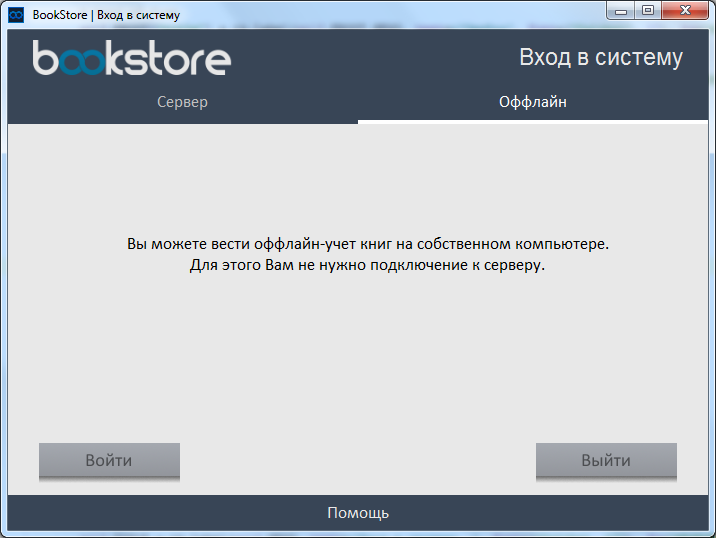 BookStore | Вход в систему
bookstore
Вход в систему
Сервер
Оффлайн
Вы можете вести оффлайн-учет книг на собственном компьютере.
Для этого Вам не нужно подключение к серверу.
Войти
Выйти
Помощь